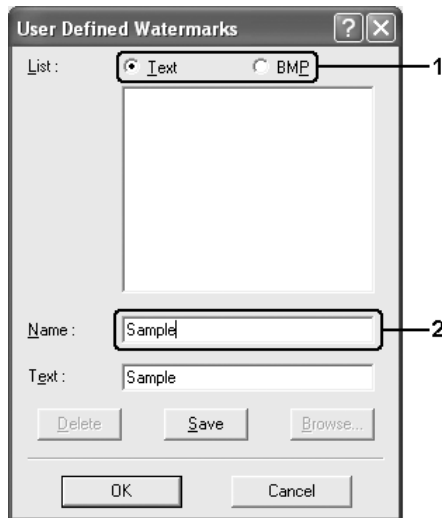 User Defined Watermarks
List : Text BMP 1
Name : Sample 2
Text : Sample
Delete Save Browse...
OK Cancel